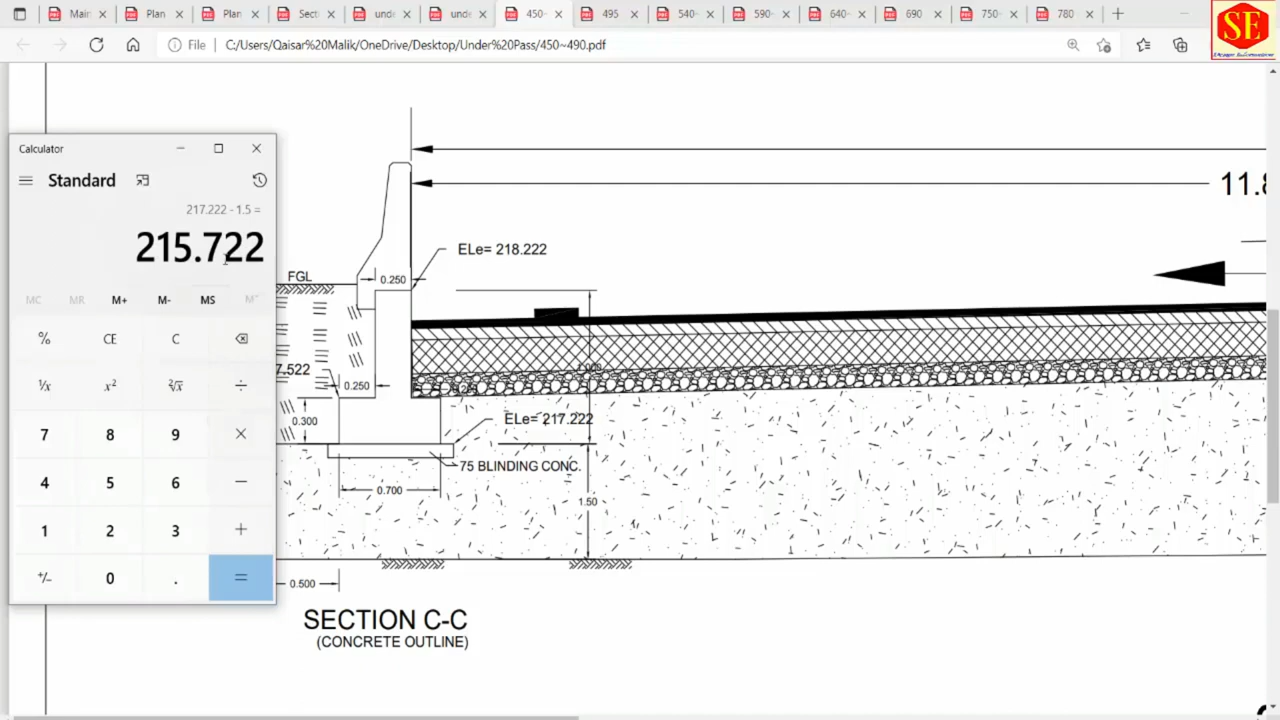 Main
Plan
Plan
Secti
unde
unde
450~
495
540~
590~
640~
690
750~
780
File
C:/Users/Qaisar%20Malik/OneDrive/Desktop/Under%20Pass/450~490.pdf
SE
Calculator
Standard
217.222 - 1.5 =
215.722
MC MR M+ M- MS
% CE C
¹/x x² ²√x ÷
7 8 9 ×
4 5 6 −
1 2 3 +
+/- 0 . =
11.8
ELe= 218.222
FGL
0.250
7.522
0.250
1.000
0.300
ELe= 217.222
75 BLINDING CONC.
0.700
1.50
0.500
SECTION C-C
(CONCRETE OUTLINE)